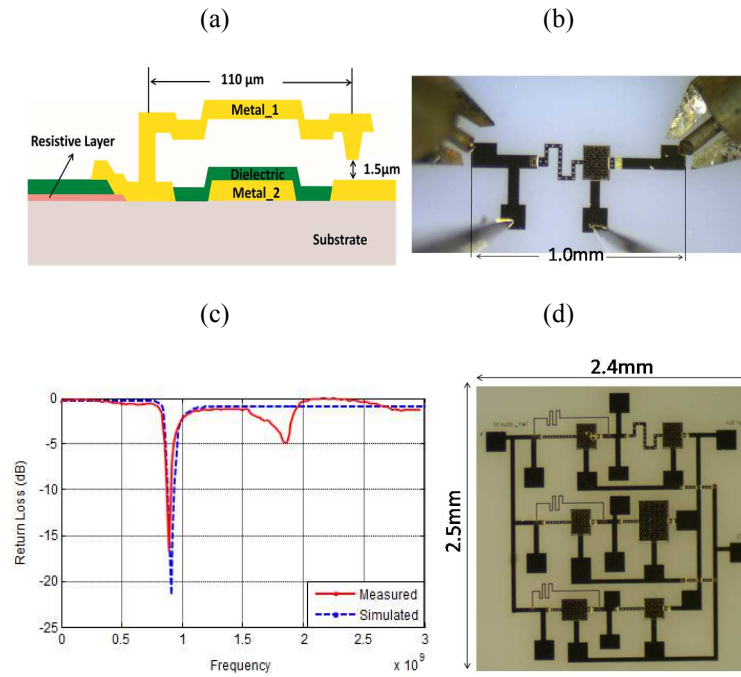 (a)
110 µm
Metal_1
Resistive Layer
Dielectric
1.5µm
Metal_2
Substrate
(b)
1.0mm
(c)
0
-5
-10
-15
-20
-25
Return Loss (dB)
0 0.5 1 1.5 2 2.5 3
Frequency
x 10^9
Measured
Simulated
(d)
2.4mm
2.5mm